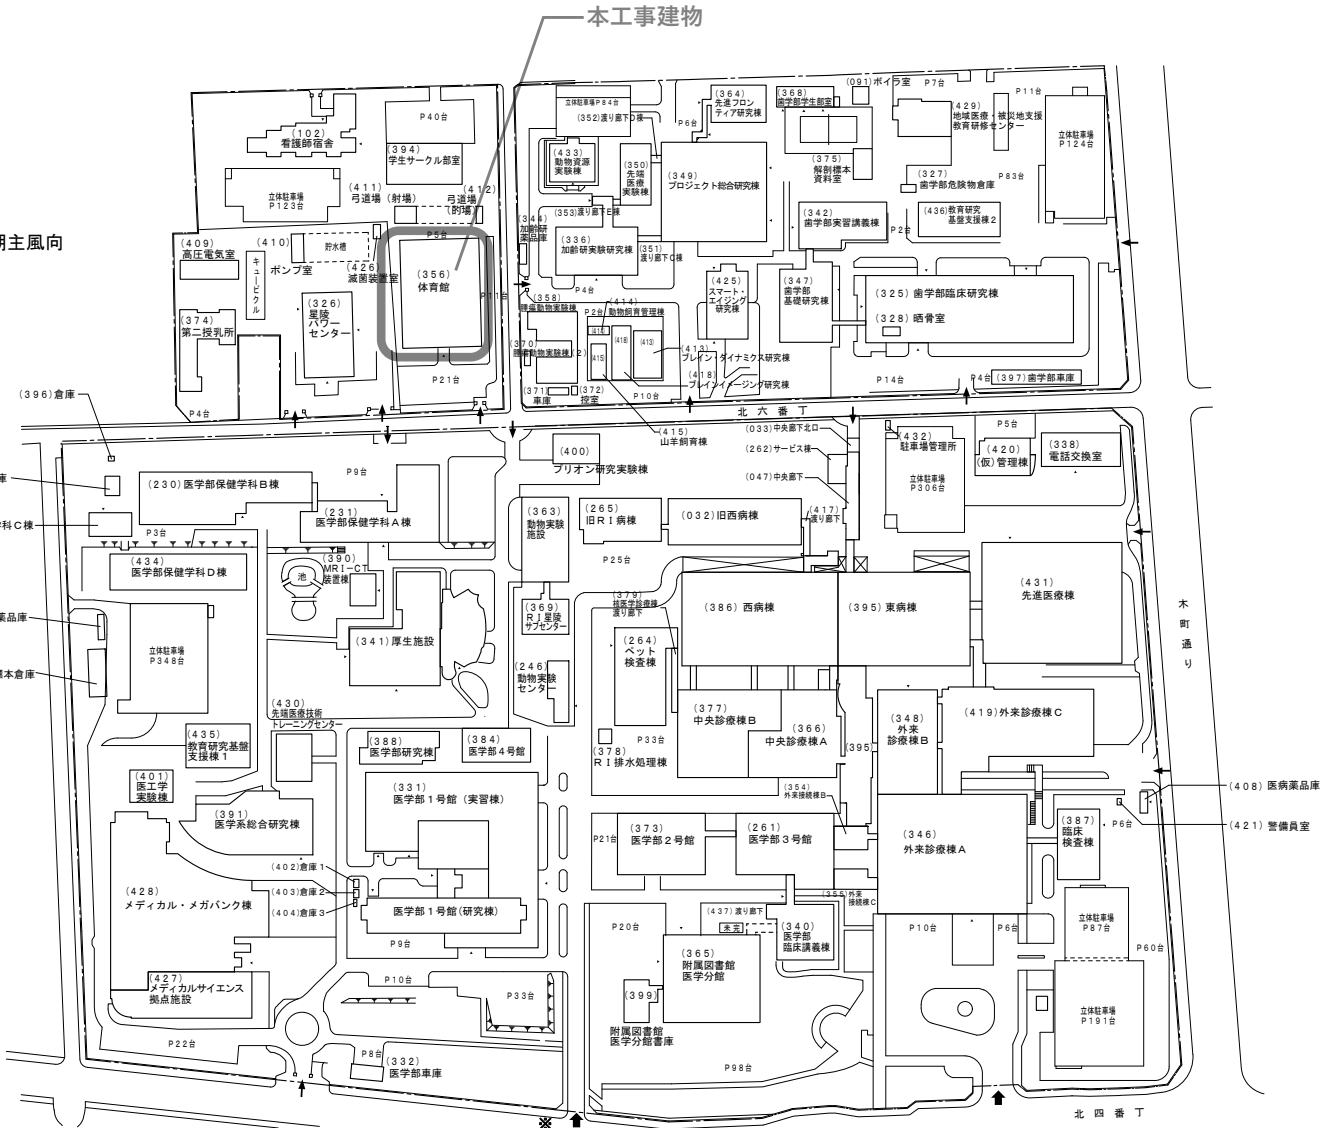 本工事建物
(102)
看護師宿舎
P40台
(394)
学生サークル部室
立体駐車場
P123台
(411)
弓道場(射場)
(412)
弓道場
(的場)
期主風向
(409)
高圧電気室
(410)
ポンプ室
貯水槽
キュービクル
(426)
滅菌装置室
P5台
(356)
体育館
P11台
(374)
第二授乳所
(326)
星陵
パワー
センター
P21台
P4台
立体駐車場P84台
(352)渡り廊下D棟
(433)
動物資源
実験棟
(350)
先端
医療
実験棟
(353)渡り廊下E棟
(344)
加齢研
薬品庫
(336)
加齢研実験研究棟
(351)
渡り廊下C棟
P4台
P6台
(364)
先進フロン
ティア研究棟
(349)
プロジェクト総合研究棟
(368)
歯学部学生部室
(091)ボイラ室
P7台
(375)
解剖標本
資料室
(429)
地域医療・被災地支援
教育研修センター
P11台
立体駐車場
P124台
(327)
歯学部危険物倉庫
P83台
(342)
歯学部実習講義棟
P2台
(436)教育研究
基盤支援棟2
(358)
腫瘍動物実験棟
(414)
P2台 動物飼育管理棟
(414)
(415)
(418)
(413)
(370)
腫瘍動物実験棟(2)
(371)
車庫
(372)
控室
P10台
(413)
ブレイン・ダイナミクス研究棟
(418)
ブレインイメージング研究棟
(415)
山羊飼育棟
(425)
スマート・
エイジング
研究棟
(347)
歯学部
基礎研究棟
(325)歯学部臨床研究棟
(328)晒骨室
P14台
P4台
(397)歯学部車庫
北六番丁
(396)倉庫
庫
学科C棟
(230)医学部保健学科B棟
P9台
(231)
医学部保健学科A棟
P3台
(434)
医学部保健学科D棟
池
(390)
MRI-CT
装置棟
(341)厚生施設
薬品庫
標本倉庫
立体駐車場
P348台
(400)
プリオン研究実験棟
(363)
動物実験
施設
(265)
旧RI病棟
(032)旧西病棟
P25台
(033)中央廊下北口
(262)サービス棟
(047)中央廊下
(417)
渡り廊下
(432)
駐車場管理所
立体駐車場
P306台
P5台
(420)
(仮)管理棟
(338)
電話交換室
(369)
RI星陵
サブセンター
(246)
動物実験
センター
(379)
核医学診療棟
渡り廊下
(264)
ペット
検査棟
(386)西病棟
(395)東病棟
(431)
先進医療棟
木町通り
(377)
中央診療棟B
(366)
中央診療棟A
(395)
(348)
外来
診療棟B
(419)外来診療棟C
P33台
(378)
RI排水処理棟
(430)
先端医療技術
トレーニングセンター
(435)
教育研究基盤
支援棟1
(401)
医工学
実験棟
(391)
医学系総合研究棟
(388)
医学部研究棟
(384)
医学部4号館
(331)
医学部1号館(実習棟)
(402)倉庫1
(403)倉庫2
(404)倉庫3
医学部1号館(研究棟)
P9台
(428)
メディカル・メガバンク棟
(427)
メディカルサイエンス
拠点施設
P22台
P10台
P33台
P8台
(332)
医学部車庫
(354)
外来接続棟B
P21台
(373)
医学部2号館
(261)
医学部3号館
(346)
外来診療棟A
(387)
臨床
検査棟
P6台
(408)医病薬品庫
(421)警備員室
(355)外来
接続棟C
(437)渡り廊下
未完
(340)
医学部
臨床講義棟
P20台
(365)
附属図書館
医学分館
(399)
附属図書館
医学分館書庫
P98台
P10台
P6台
立体駐車場
P87台
P60台
立体駐車場
P191台
北四番丁
※